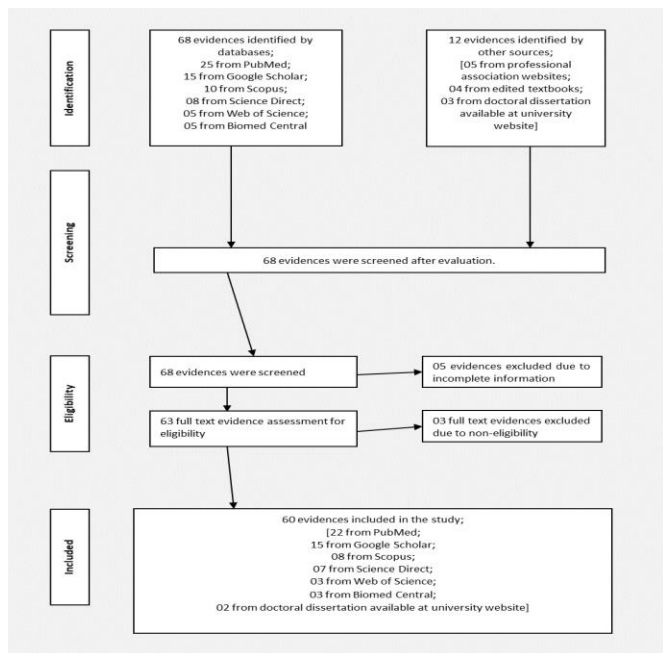 Identification
68 evidences identified by
databases;
25 from PubMed;
15 from Google Scholar;
10 from Scopus;
08 from Science Direct;
05 from Web of Science;
05 from Biomed Central
12 evidences identified by
other sources;
[05 from professional
association websites;
04 from edited textbooks;
03 from doctoral dissertation
available at university
website]
Screening
68 evidences were screened after evaluation.
Eligibility
68 evidences were screened
05 evidences excluded due to
incomplete information
63 full text evidence assessment for
eligibility
03 full text evidences excluded
due to non-eligibility
Included
60 evidences included in the study;
[22 from PubMed;
15 from Google Scholar;
08 from Scopus;
07 from Science Direct;
03 from Web of Science;
03 from Biomed Central;
02 from doctoral dissertation available at university website]